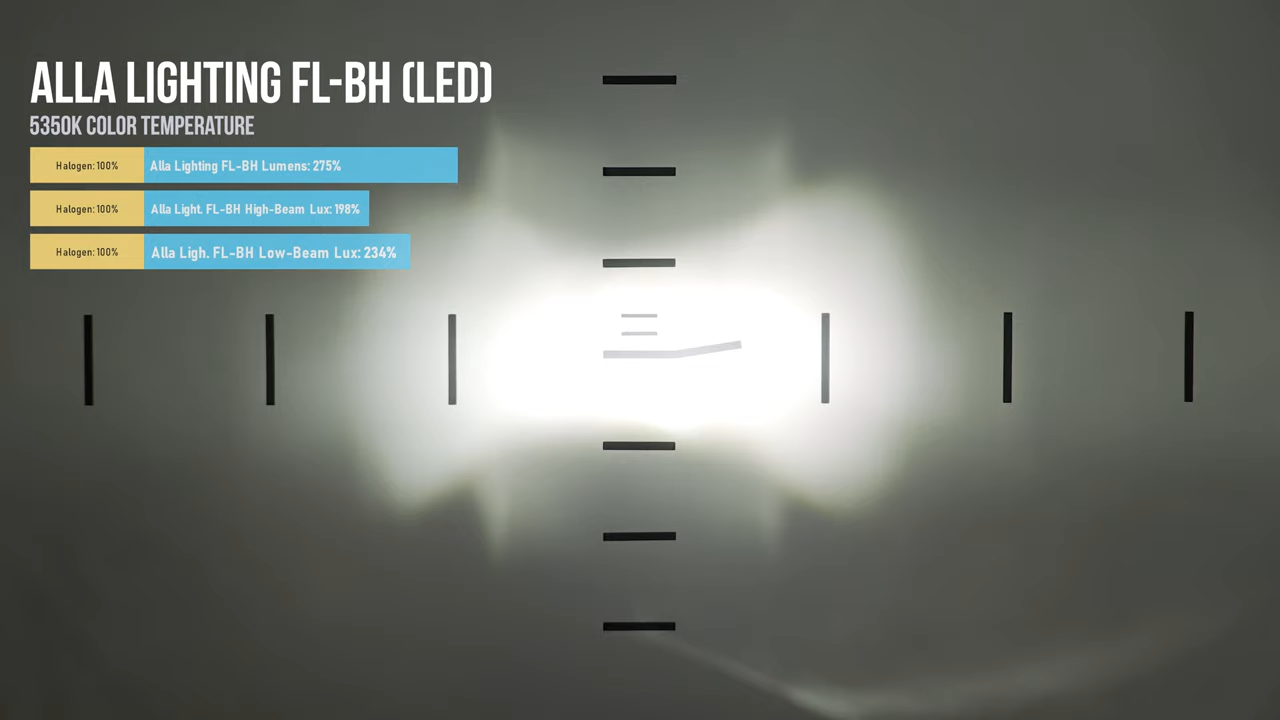 ALLA LIGHTING FL-BH (LED)
5350K COLOR TEMPERATURE
Halogen: 100% Alla Lighting FL-BH Lumens: 275%
Halogen: 100% Alla Light. FL-BH High-Beam Lux: 198%
Halogen: 100% Alla Ligh. FL-BH Low-Beam Lux: 234%